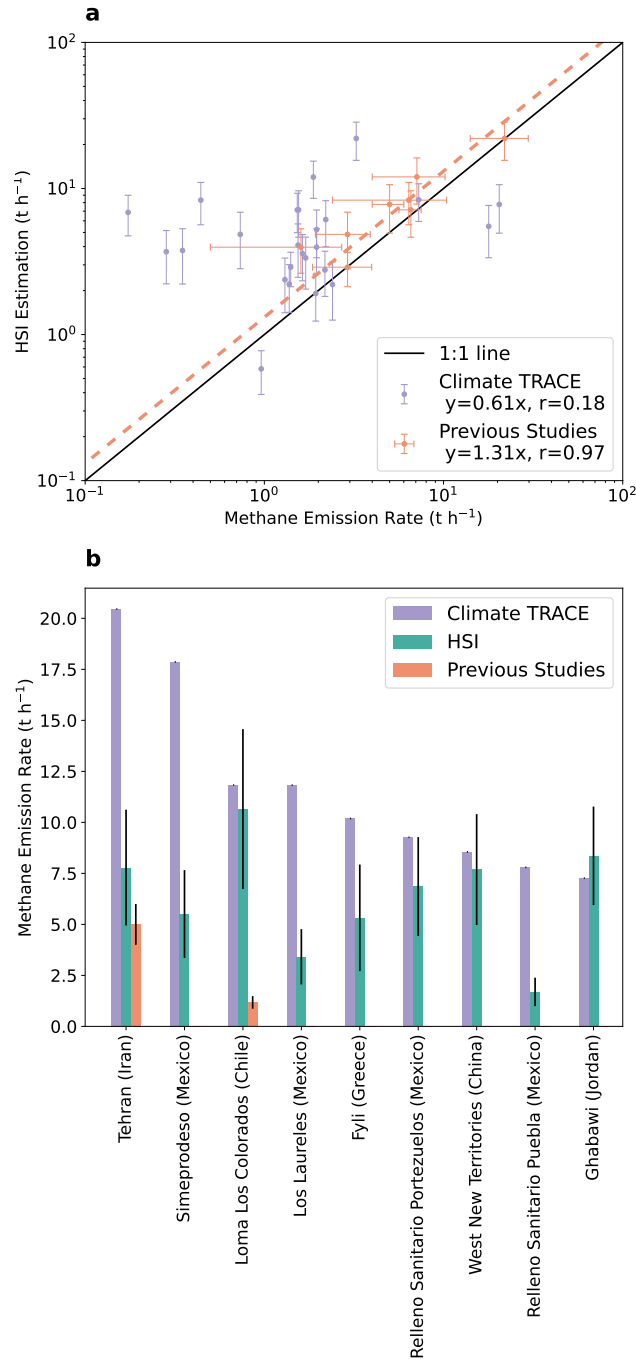 a
HSI Estimation (t h⁻¹)
10²
10¹
10⁰
10⁻¹
1:1 line
Climate TRACE
y=0.61x, r=0.18
Previous Studies
y=1.31x, r=0.97
10⁻¹ 10⁰ 10¹ 10²
Methane Emission Rate (t h⁻¹)
b
Methane Emission Rate (t h⁻¹)
20.0
17.5
15.0
12.5
10.0
7.5
5.0
2.5
0.0
Climate TRACE
HSI
Previous Studies
Tehran (Iran)
Simeprodeso (Mexico)
Loma Los Colorados (Chile)
Los Laureles (Mexico)
Fyli (Greece)
Relleno Sanitario Portezuelos (Mexico)
West New Territories (China)
Relleno Sanitario Puebla (Mexico)
Ghabawi (Jordan)